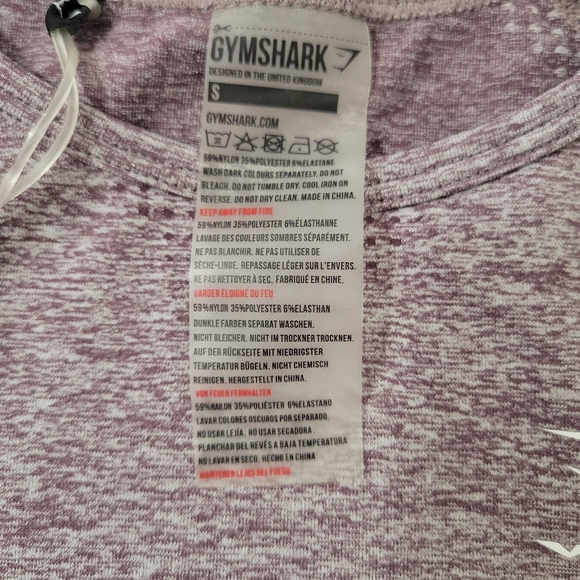 GYMSHARK
DESIGNED IN THE UNITED KINGDOM
S
GYMSHARK.COM
30
59%NYLON 35%POLYESTER 6%ELASTANE
WASH DARK COLOURS SEPARATELY. DO NOT
BLEACH. DO NOT TUMBLE DRY. COOL IRON ON
REVERSE. DO NOT DRY CLEAN. MADE IN CHINA.
KEEP AWAY FROM FIRE
59%NYLON 35%POLYESTER 6%ÉLASTHANNE
LAVAGE DES COULEURS SOMBRES SÉPARÉMENT.
NE PAS BLANCHIR. NE PAS UTILISER DE
SÈCHE-LINGE. REPASSAGE LÉGER SUR L'ENVERS.
NE PAS NETTOYER À SEC. FABRIQUÉ EN CHINE.
GARDER ÉLOIGNÉ DU FEU
59%NYLON 35%POLYESTER 6%ELASTHAN
DUNKLE FARBEN SEPARAT WASCHEN.
NICHT BLEICHEN. NICHT IM TROCKNER TROCKNEN.
AUF DER RÜCKSEITE MIT NIEDRIGSTER
TEMPERATUR BÜGELN. NICHT CHEMISCH
REINIGEN. HERGESTELLT IN CHINA.
VOR FEUER FERNHALTEN
59%NAILON 35%POLIÉSTER 6%ELASTANO
LAVAR COLORES OSCUROS POR SEPARADO.
NO USAR LEJÍA. NO USAR SECADORA
PLANCHAR DEL REVÉS A BAJA TEMPERATURA
NO LAVAR EN SECO. HECHO EN CHINA
MANTENER LEJOS DEL FUEGO